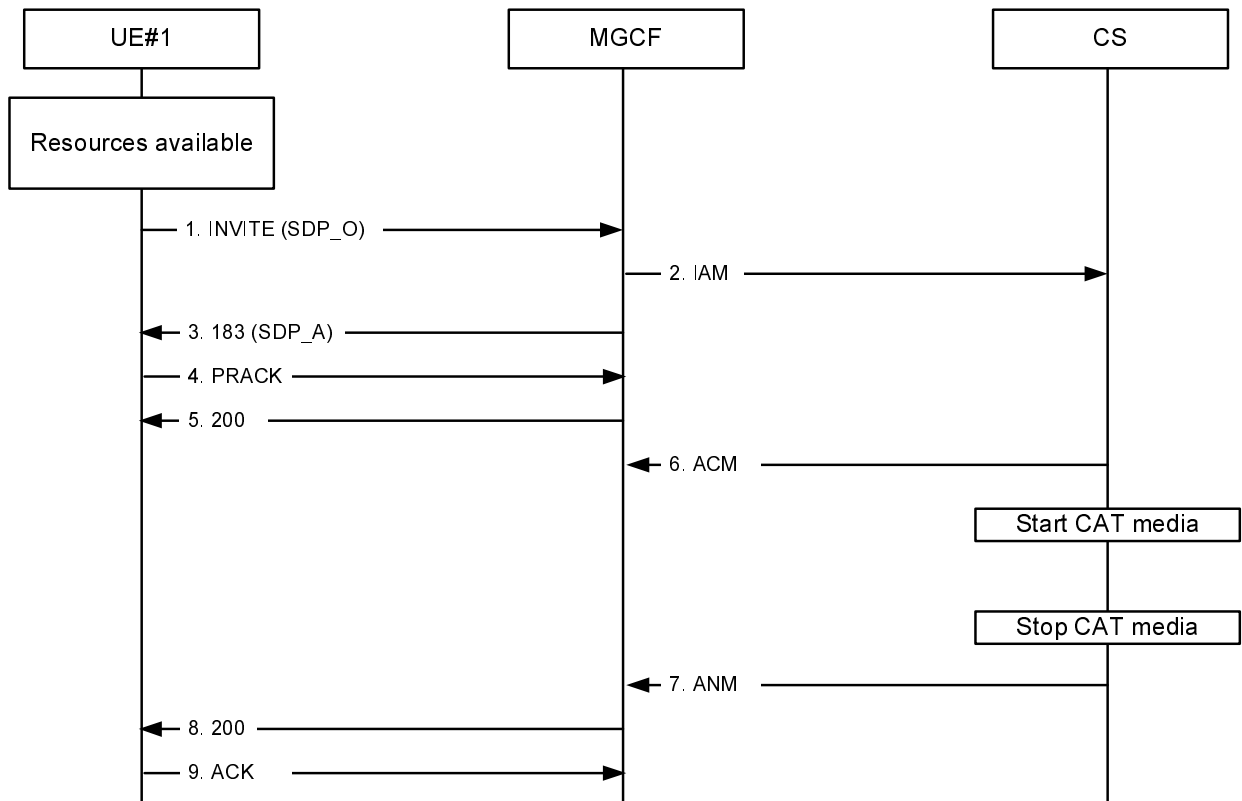 UE#1
MGCF
CS
Resources available
1. INVITE (SDP_O)
2. IAM
3. 183 (SDP_A)
4. PRACK
5. 200
6. ACM
Start CAT media
Stop CAT media
7. ANM
8. 200
9. ACK